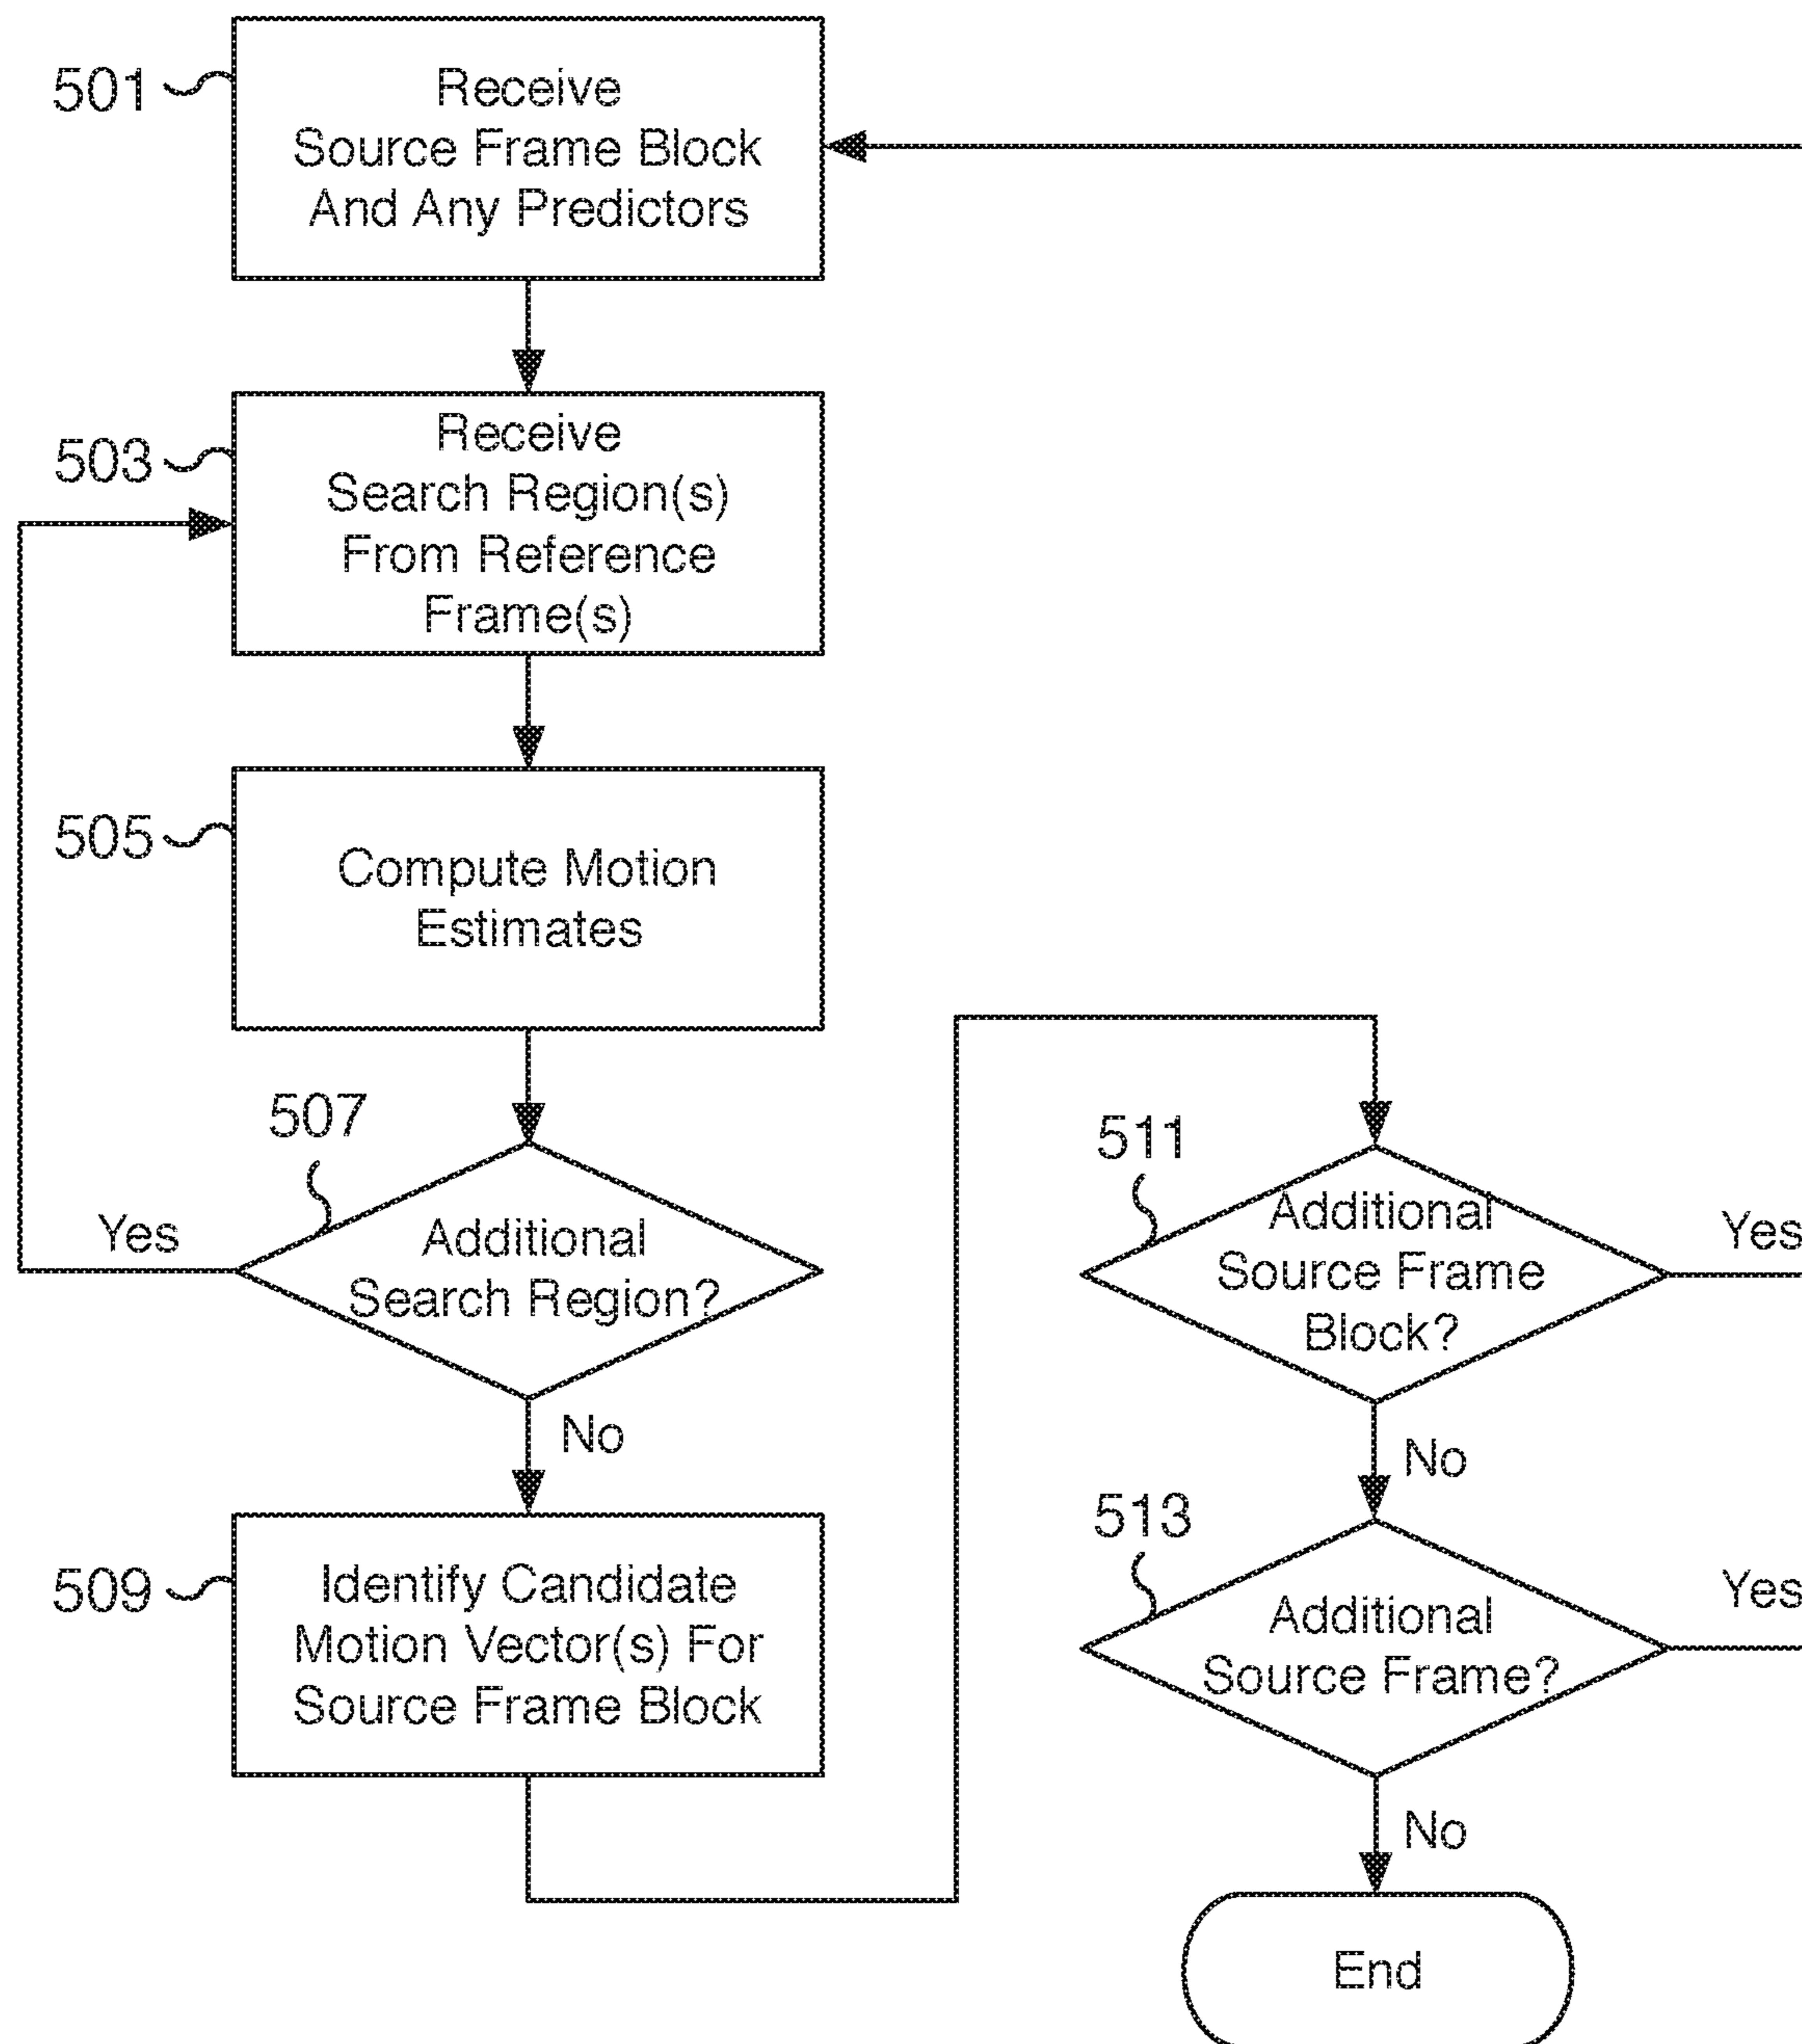 501
Receive
Source Frame Block
And Any Predictors
503
Receive
Search Region(s)
From Reference
Frame(s)
505
Compute Motion
Estimates
507
Additional
Search Region?
Yes
No
509
Identify Candidate
Motion Vector(s) For
Source Frame Block
511
Additional
Source Frame
Block?
Yes
No
513
Additional
Source Frame?
Yes
No
End